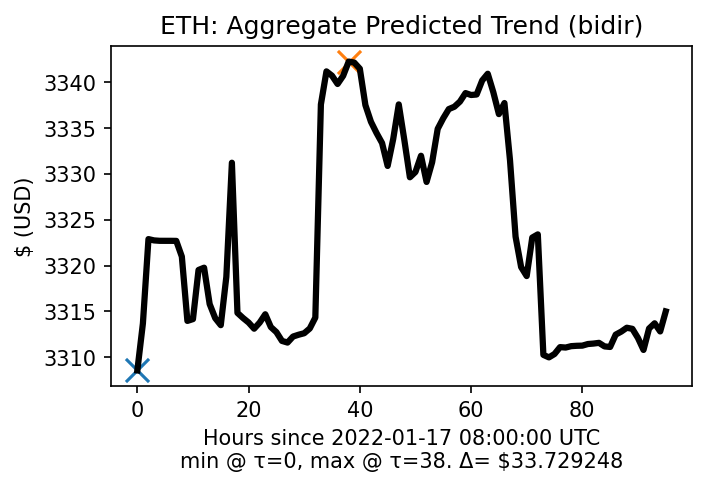 ETH: Aggregate Predicted Trend (bidir)
$ (USD)
3340
3335
3330
3325
3320
3315
3310
0 20 40 60 80
Hours since 2022-01-17 08:00:00 UTC
min @ τ=0, max @ τ=38. Δ= $33.729248